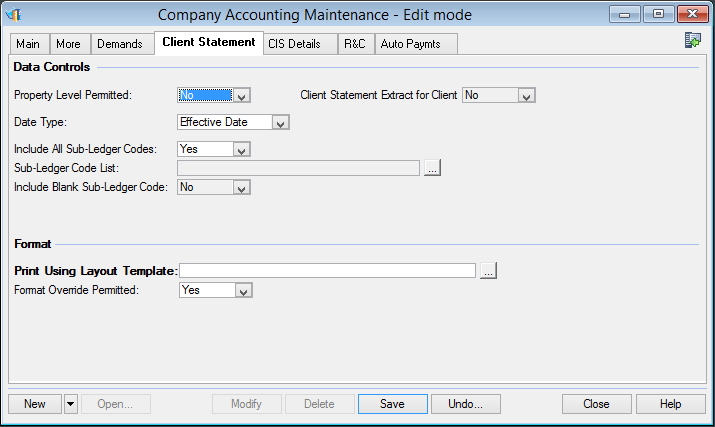 Company Accounting Maintenance - Edit mode
Main More Demands Client Statement CIS Details R&C Auto Paymts
Data Controls
Property Level Permitted: No Client Statement Extract for Client No
Date Type: Effective Date
Include All Sub-Ledger Codes: Yes
Sub-Ledger Code List: ...
Include Blank Sub-Ledger Code: No
Format
Print Using Layout Template: ...
Format Override Permitted: Yes
New Open... Modify Delete Save Undo... Close Help